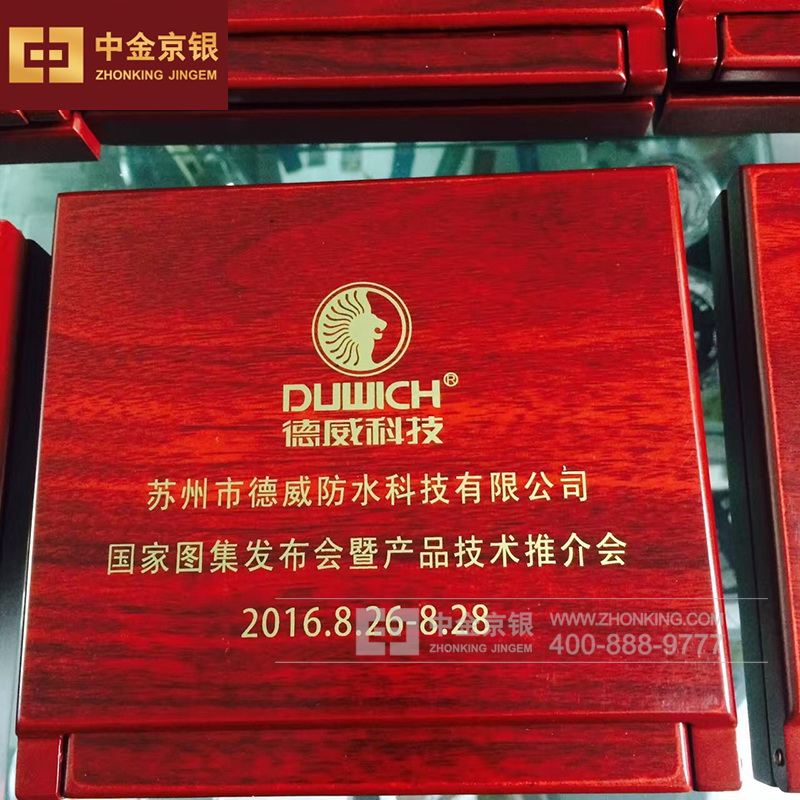 中金京银
ZHONKING JINGEM
DUWICH®
德威科技
苏州市德威防水科技有限公司
国家图集发布会暨产品技术推介会
2016.8.26-8.28
中金京银
ZHONKING JINGEM
WWW.ZHONKING.COM
400-888-9777